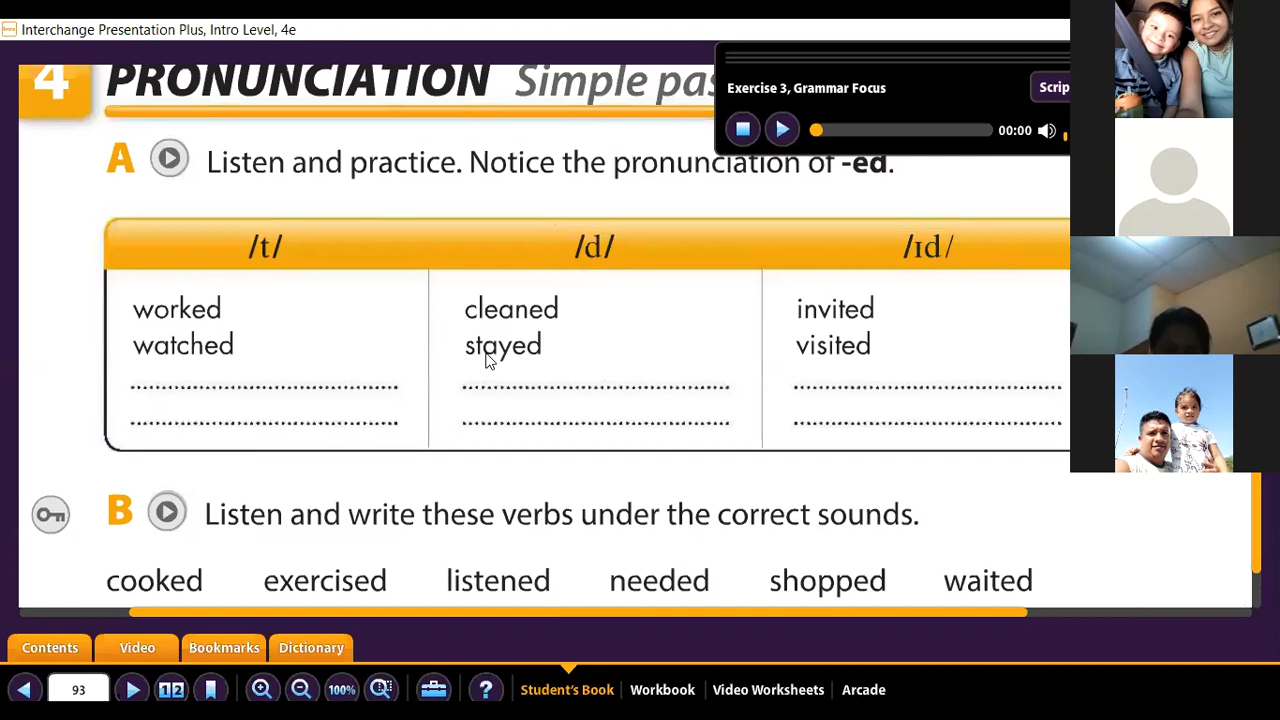 Interchange Presentation Plus, Intro Level, 4e
4 PRONUNCIATION Simple pas
Exercise 3, Grammar Focus
Scrip
00:00
A Listen and practice. Notice the pronunciation of -ed.
/t/ /d/ /ɪd/
worked cleaned invited
watched stayed visited
B Listen and write these verbs under the correct sounds.
cooked exercised listened needed shopped waited
Contents Video Bookmarks Dictionary
93 12 100% ? Student's Book Workbook Video Worksheets Arcade